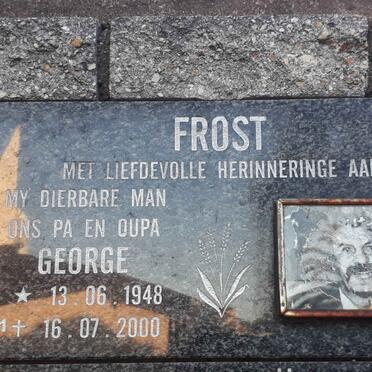 FROST
MET LIEFDEVOLLE HERINNERINGE AAN
MY DIERBARE MAN
ONS PA EN OUPA
GEORGE
★ 13.06.1948
✝ 16.07.2000